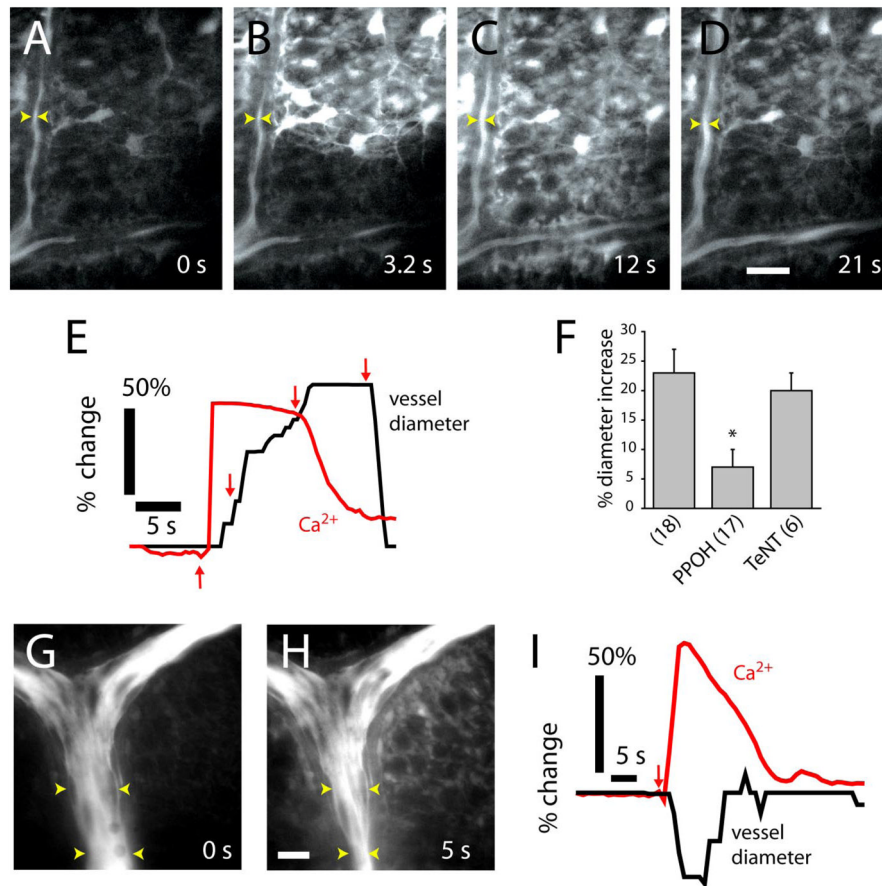 A
B
C
D
0 s
3.2 s
12 s
21 s
E
50%
% change
5 s
vessel
diameter
Ca2+
F
% diameter increase
30
25
20
15
10
5
0
*
(18)
PPOH (17)
TeNT (6)
G
H
0 s
5 s
I
50%
5 s
% change
Ca2+
vessel
diameter